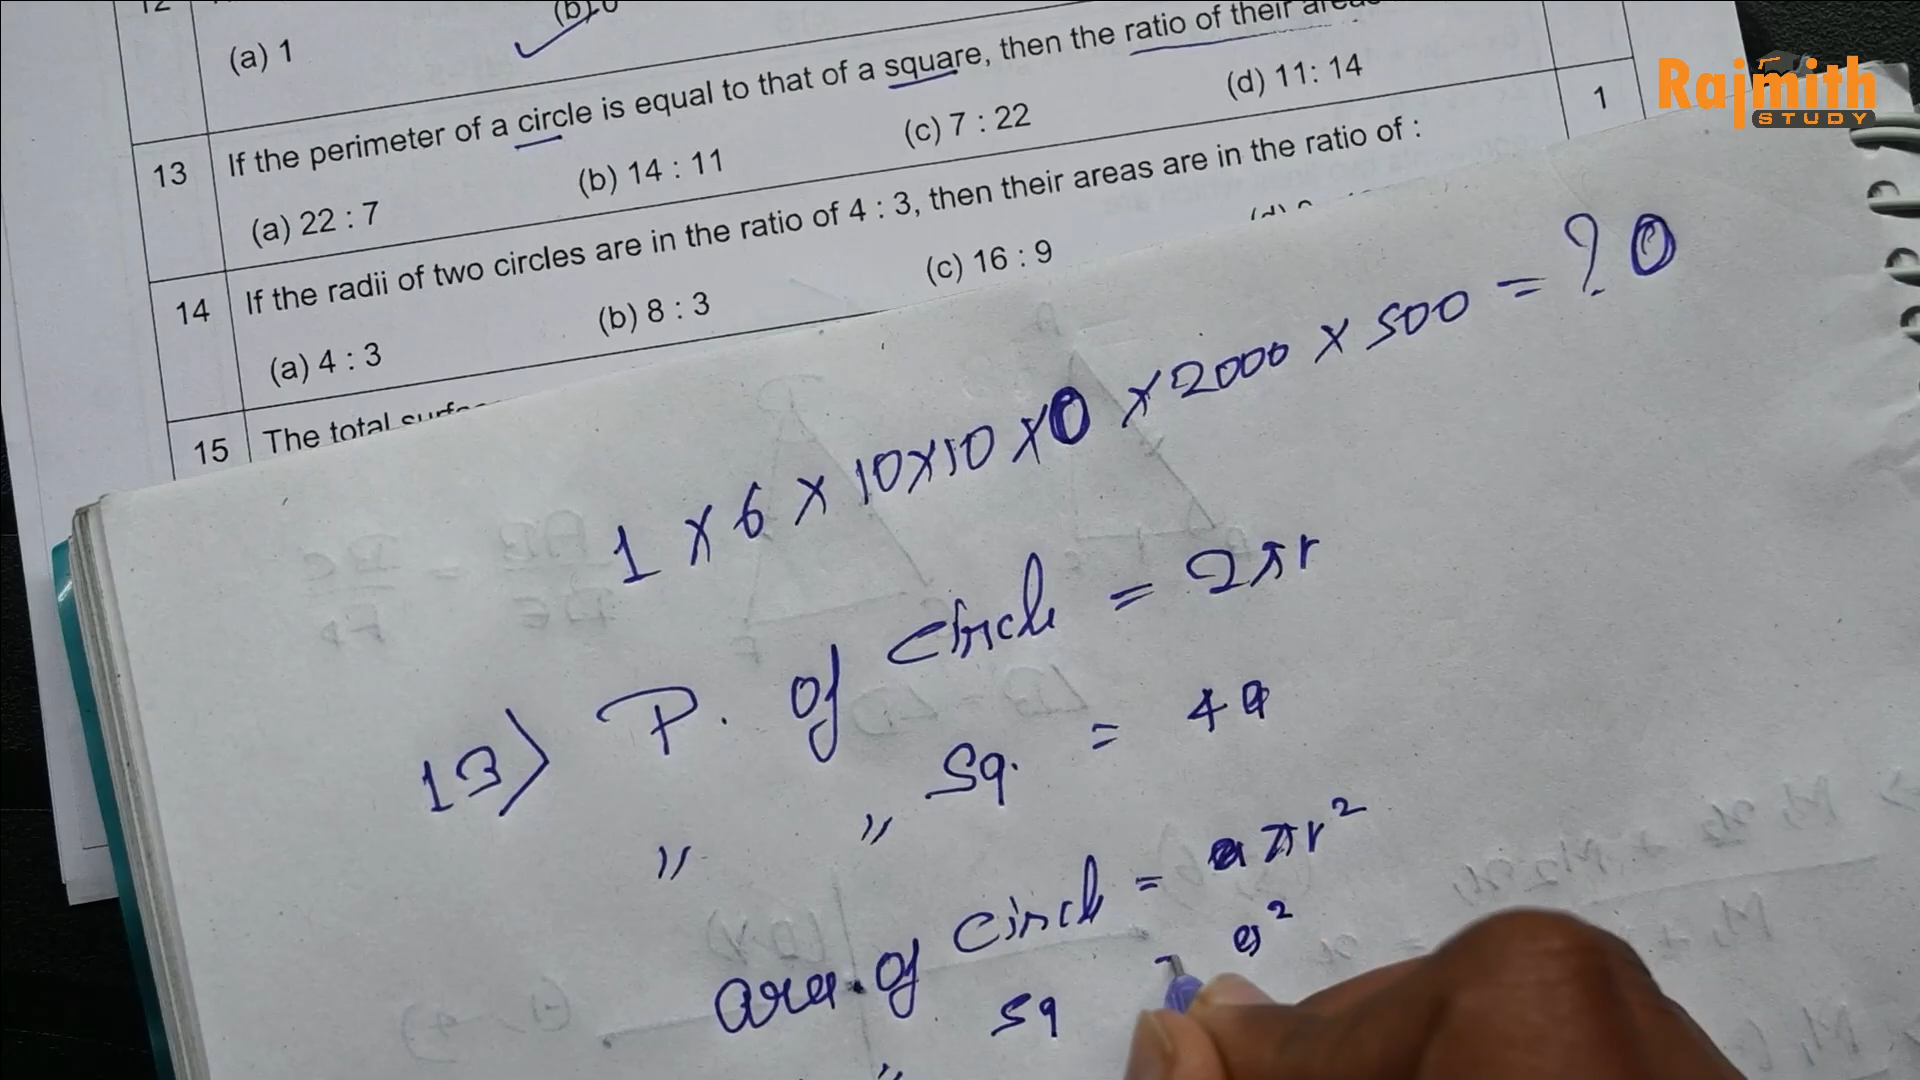 12
(b) 0
(a) 1
Rajmith
STUDY
13 If the perimeter of a circle is equal to that of a square, then the ratio of their areas
(a) 22 : 7 (b) 14 : 11 (c) 7 : 22 (d) 11: 14
1
14 If the radii of two circles are in the ratio of 4 : 3, then their areas are in the ratio of :
(a) 4 : 3 (b) 8 : 3 (c) 16 : 9
15 The total
1 × 6 × 10 × 10 × 0 × 2000 × 500 = ? 0
13) P. of circle = 2πr
" " Sq. = 4a
area of circle = πr²
" Sq = a²